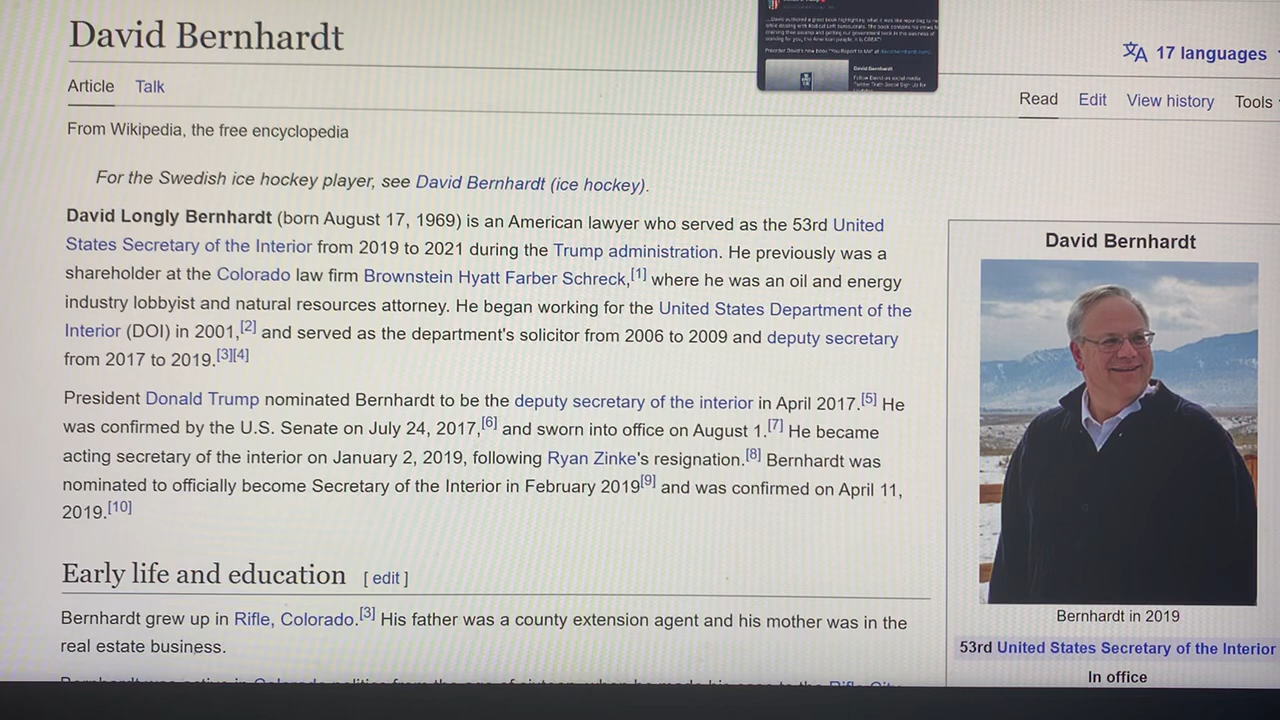 David Bernhardt
17 languages
Article Talk
Read Edit View history Tools
From Wikipedia, the free encyclopedia
For the Swedish ice hockey player, see David Bernhardt (ice hockey).
David Longly Bernhardt (born August 17, 1969) is an American lawyer who served as the 53rd United
States Secretary of the Interior from 2019 to 2021 during the Trump administration. He previously was a
shareholder at the Colorado law firm Brownstein Hyatt Farber Schreck,[1] where he was an oil and energy
industry lobbyist and natural resources attorney. He began working for the United States Department of the
Interior (DOI) in 2001,[2] and served as the department's solicitor from 2006 to 2009 and deputy secretary
from 2017 to 2019.[3][4]
President Donald Trump nominated Bernhardt to be the deputy secretary of the interior in April 2017.[5] He
was confirmed by the U.S. Senate on July 24, 2017,[6] and sworn into office on August 1.[7] He became
acting secretary of the interior on January 2, 2019, following Ryan Zinke's resignation.[8] Bernhardt was
nominated to officially become Secretary of the Interior in February 2019[9] and was confirmed on April 11,
2019.[10]
Early life and education [ edit ]
Bernhardt grew up in Rifle, Colorado.[3] His father was a county extension agent and his mother was in the
real estate business.
David Bernhardt
Bernhardt in 2019
53rd United States Secretary of the Interior
In office
David Bernhardt
Follow David on social media